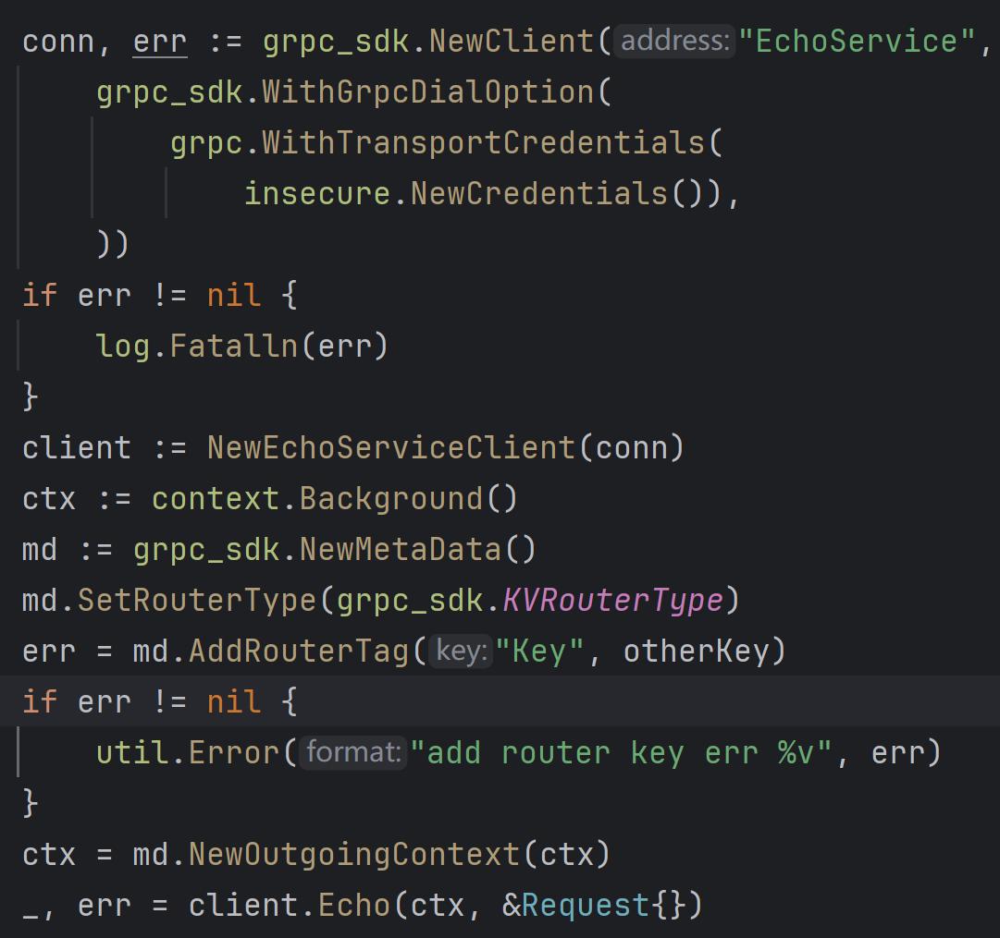 conn, err := grpc_sdk.NewClient(address:"EchoService",
    grpc_sdk.WithGrpcDialOption(
        grpc.WithTransportCredentials(
            insecure.NewCredentials()),
    ))
if err != nil {
    log.Fatalln(err)
}
client := NewEchoServiceClient(conn)
ctx := context.Background()
md := grpc_sdk.NewMetaData()
md.SetRouterType(grpc_sdk.KVRouterType)
err = md.AddRouterTag(key:"Key", otherKey)
if err != nil {
    util.Error(format:"add router key err %v", err)
}
ctx = md.NewOutgoingContext(ctx)
_, err = client.Echo(ctx, &Request{})